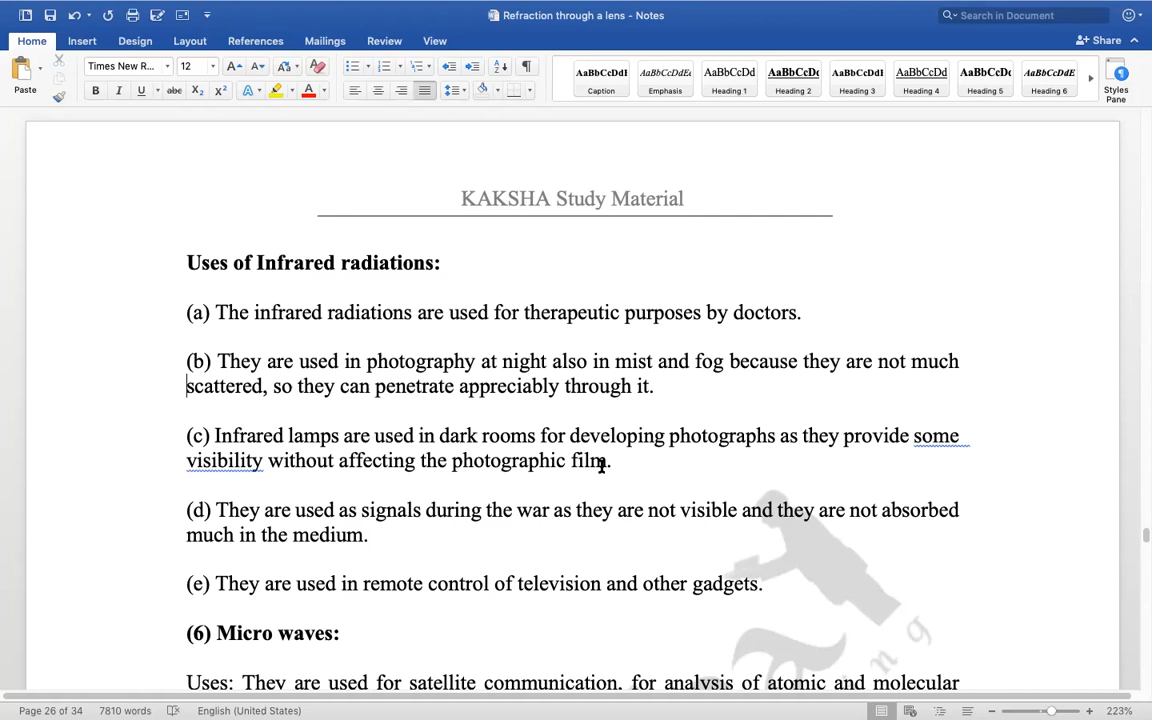 Refraction through a lens - Notes
Search in Document
Home Insert Design Layout References Mailings Review View
Share
Paste
Times New R... 12
B I U abc X₂ X²
AaBbCcDdI AaBbCcDdEe AaBbCcDd AaBbCcDc AaBbCcDdI AaBbCcDd AaBbCcDd AaBbCcDdE
Caption Emphasis Heading 1 Heading 2 Heading 3 Heading 4 Heading 5 Heading 6
Styles
Pane
KAKSHA Study Material
Uses of Infrared radiations:
(a) The infrared radiations are used for therapeutic purposes by doctors.
(b) They are used in photography at night also in mist and fog because they are not much
scattered, so they can penetrate appreciably through it.
(c) Infrared lamps are used in dark rooms for developing photographs as they provide some
visibility without affecting the photographic film.
(d) They are used as signals during the war as they are not visible and they are not absorbed
much in the medium.
(e) They are used in remote control of television and other gadgets.
(6) Micro waves:
Uses: They are used for satellite communication, for analysis of atomic and molecular
Page 26 of 34 7810 words English (United States) 223%